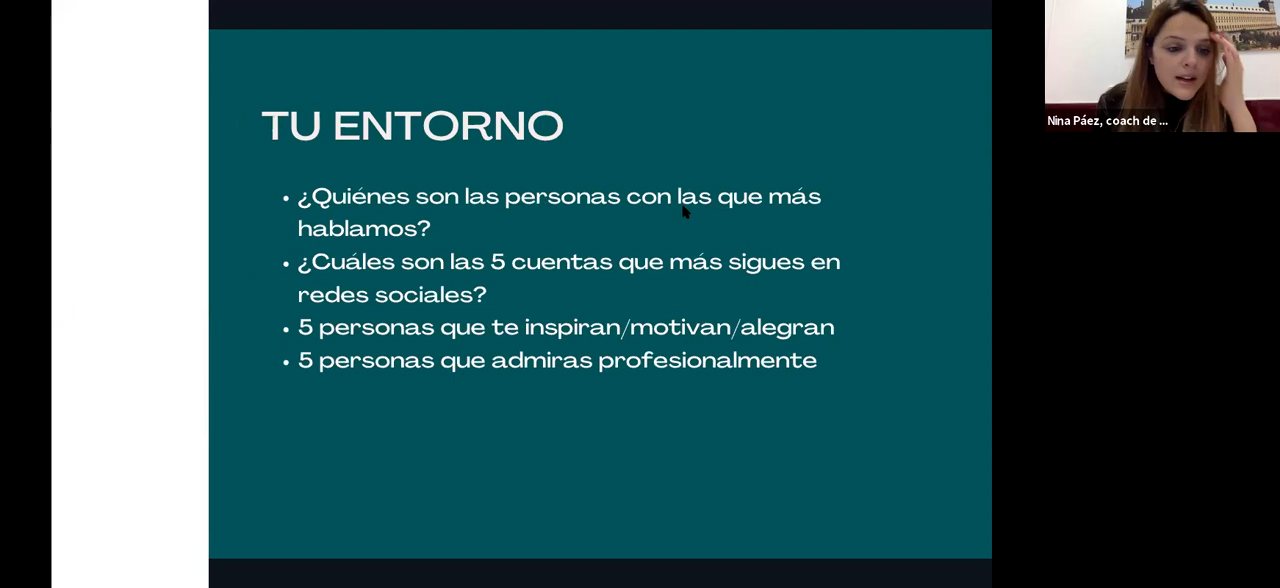 TU ENTORNO
• ¿Quiénes son las personas con las que más
hablamos?
• ¿Cuáles son las 5 cuentas que más sigues en
redes sociales?
• 5 personas que te inspiran/motivan/alegran
• 5 personas que admiras profesionalmente
Nina Páez, coach de ...